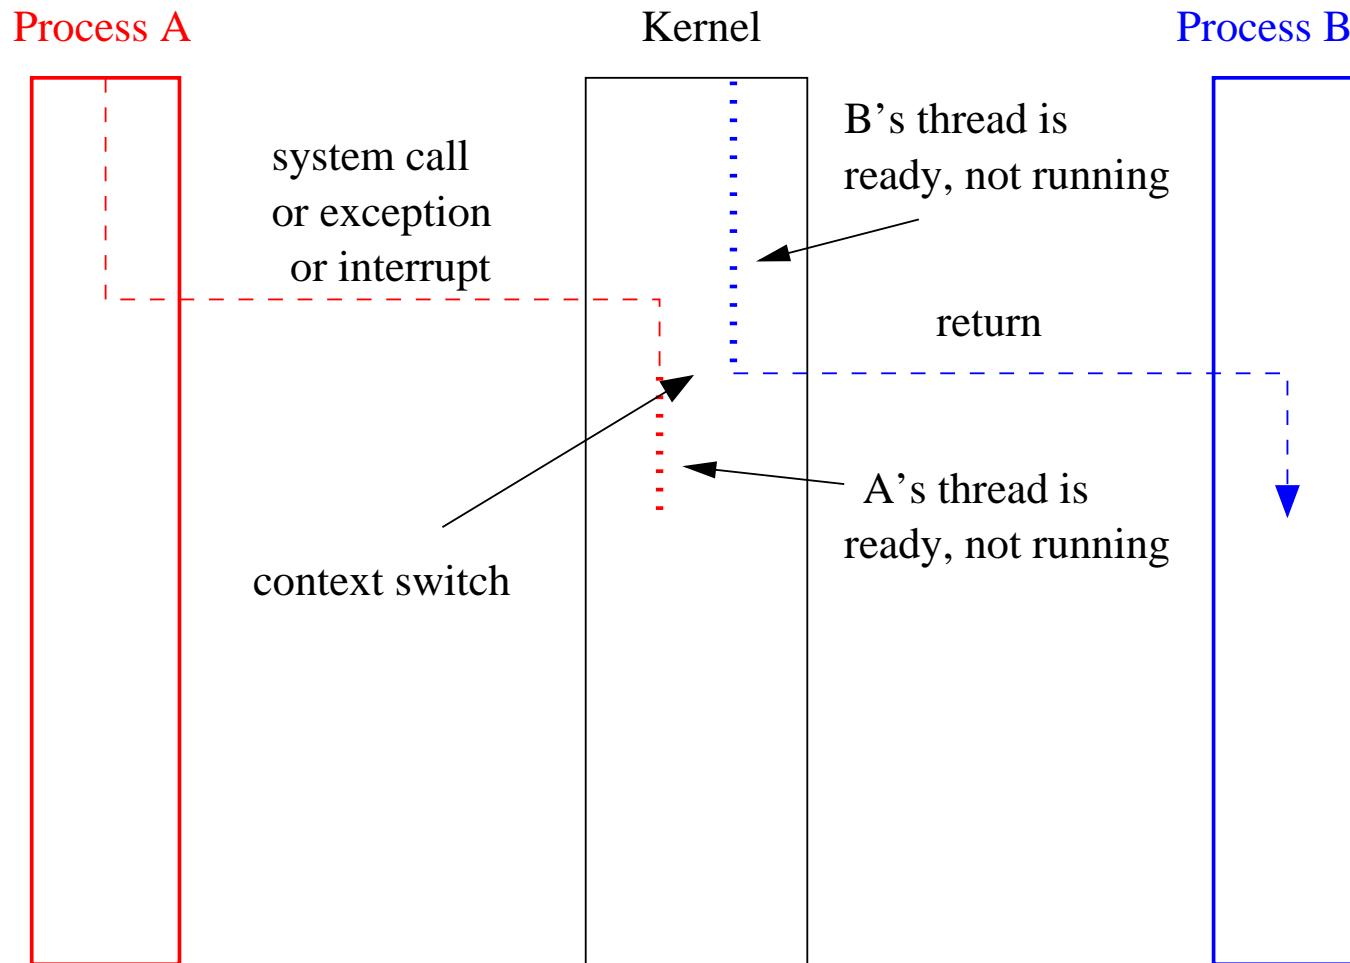 Process A
Kernel
Process B
system call
or exception
or interrupt
B’s thread is
ready, not running
return
A’s thread is
ready, not running
context switch